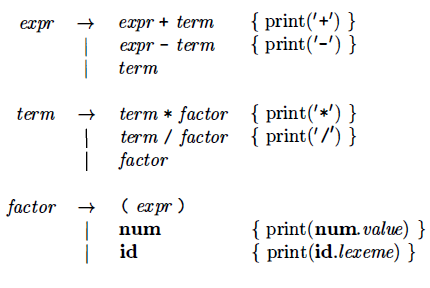 expr → expr + term { print('+') }
| expr - term { print('-') }
| term
term → term * factor { print('*') }
| term / factor { print('/') }
| factor
factor → ( expr )
| num { print(num.value) }
| id { print(id.lexeme) }